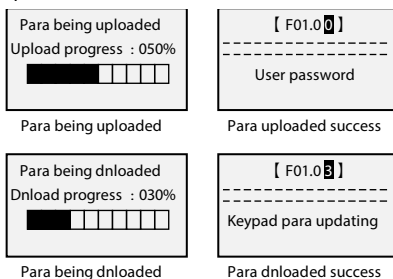 Para being uploaded
Upload progress : 050%
Para being uploaded
【 F01.00 】
User password
Para uploaded success
Para being dnloaded
Dnload progress : 030%
Para being dnloaded
【 F01.03 】
Keypad para updating
Para dnloaded success